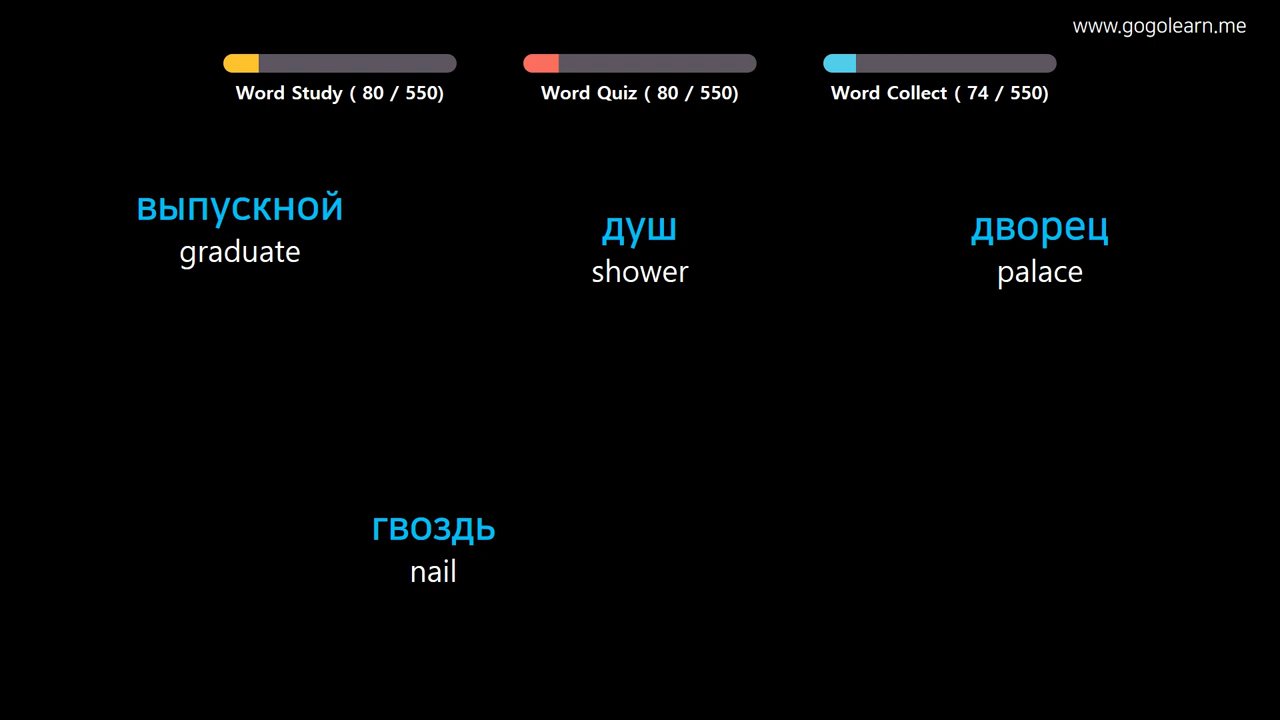 www.gogolearn.me
Word Study ( 80 / 550)
Word Quiz ( 80 / 550)
Word Collect ( 74 / 550)
выпускной
graduate
душ
shower
дворец
palace
гвоздь
nail